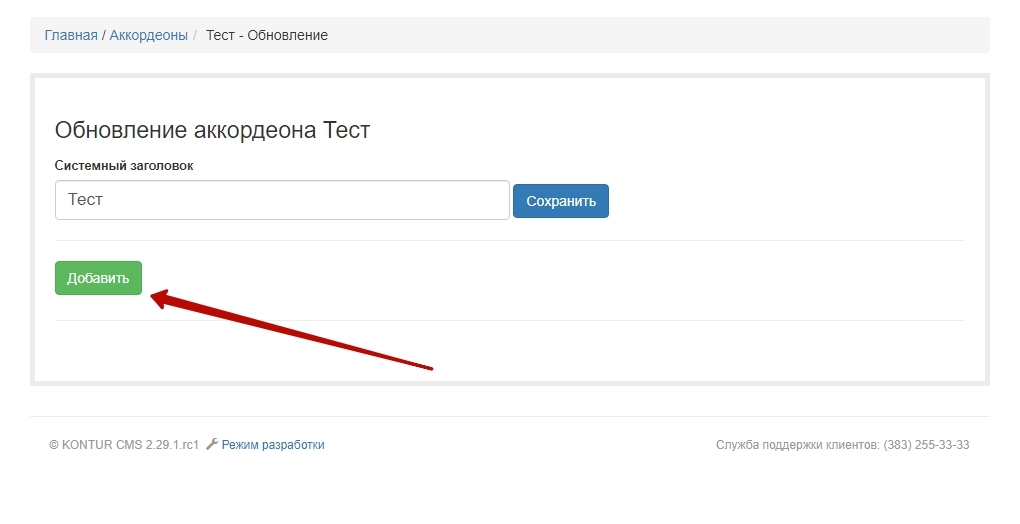 Главная / Аккордеоны / Тест - Обновление
Обновление аккордеона Тест
Системный заголовок
Тест Сохранить
Добавить
© KONTUR CMS 2.29.1.rc1 Режим разработки Служба поддержки клиентов: (383) 255-33-33